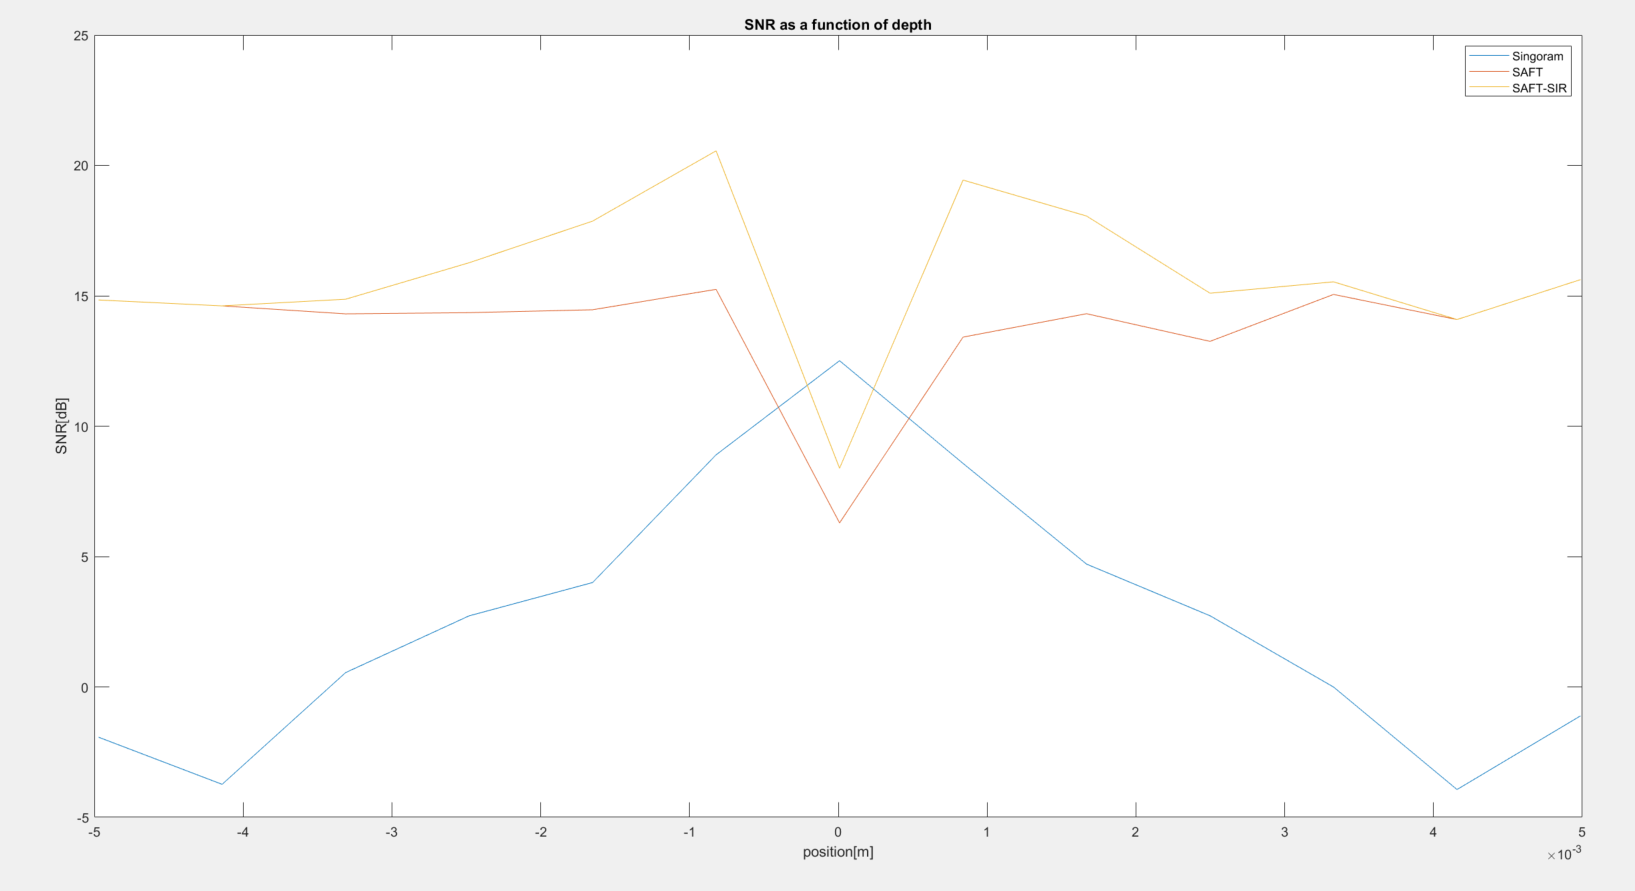 SNR as a function of depth
Singoram
SAFT
SAFT-SIR
25
20
15
10
5
0
-5
SNR[dB]
-5 -4 -3 -2 -1 0 1 2 3 4 5
position[m]
×10-3